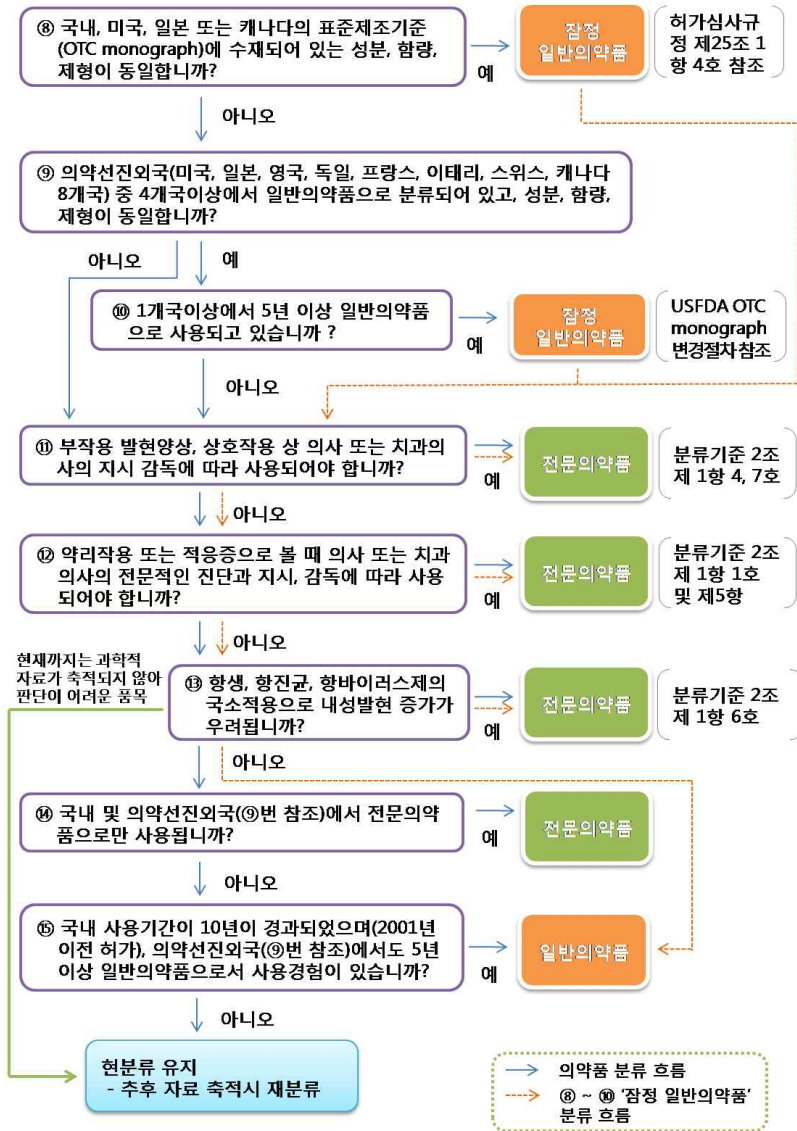 ⑧ 국내, 미국, 일본 또는 캐나다의 표준제조기준
(OTC monograph)에 수재되어 있는 성분, 함량,
제형이 동일합니까?
예
잠정
일반의약품
허가심사규
정 제25조 1
항 4호 참조
아니오
⑨ 의약선진외국(미국, 일본, 영국, 독일, 프랑스, 이태리, 스위스, 캐나다
8개국) 중 4개국이상에서 일반의약품으로 분류되어 있고, 성분, 함량,
제형이 동일합니까?
아니오
예
⑩ 1개국이상에서 5년 이상 일반의약품
으로 사용되고 있습니까 ?
예
잠정
일반의약품
USFDA OTC
monograph
변경절차 참조
아니오
⑪ 부작용 발현양상, 상호작용 상 의사 또는 치과의
사의 지시 감독에 따라 사용되어야 합니까?
예
전문의약품
분류기준 2조
제 1항 4, 7호
아니오
⑫ 약리작용 또는 적응증으로 볼 때 의사 또는 치과
의사의 전문적인 진단과 지시, 감독에 따라 사용
되어야 합니까?
예
전문의약품
분류기준 2조
제 1항 1호
및 제5항
아니오
현재까지는 과학적
자료가 축적되지 않아
판단이 어려운 품목
⑬ 항생, 항진균, 항바이러스제의
국소적용으로 내성발현 증가가
우려됩니까?
예
전문의약품
분류기준 2조
제 1항 6호
아니오
⑭ 국내 및 의약선진외국(⑨번 참조)에서 전문의약
품으로만 사용됩니까?
예
전문의약품
아니오
⑮ 국내 사용기간이 10년이 경과되었으며(2001년
이전 허가), 의약선진외국(⑨번 참조)에서도 5년
이상 일반의약품으로서 사용경험이 있습니까?
예
일반의약품
아니오
현분류 유지
- 추후 자료 축적시 재분류
의약품 분류 흐름
⑧ ~ ⑩ '잠정 일반의약품'
분류 흐름